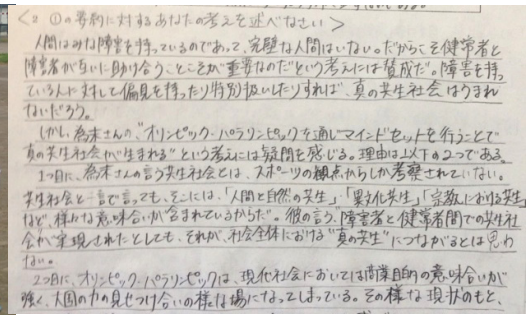 <2 ①の要約に対するあなたの考えを述べなさい>
人間はみな障害を持っているのであって、完璧な人間はいない。だからこそ健常者と
障害者が互いに助け合うことこそが重要なのだという考えには賛成だ。障害を持っ
ている人に対して偏見を持ったり特別扱いしたりすれば、真の共生社会はうまれ
ないだろう。
しかし、為末さんの、"オリンピック・パラリンピックを通じマインドセットを行うことで
真の共生社会が生まれる"という考えには疑問を感じる。理由は以下の2つである。
1つ目に、為末さんの言う共生社会とは、スポーツの観点からしか考察されていない。
共生社会と一言で言っても、そこには、「人間と自然の共生」、「異文化共生」、「宗教における共生」
など、様々な意味合いが含まれているからだ。彼の言う、障害者と健常者間での共生社
会が実現されたとしても、それが、社会全体における"真の共生"につながるとは思わ
ない。
2つ目に、オリンピック・パラリンピックは、現代社会においては商業目的の意味合いが
強く、大国の力の見せつけ合いの様な場になってしまっている。その様な現状のもと、